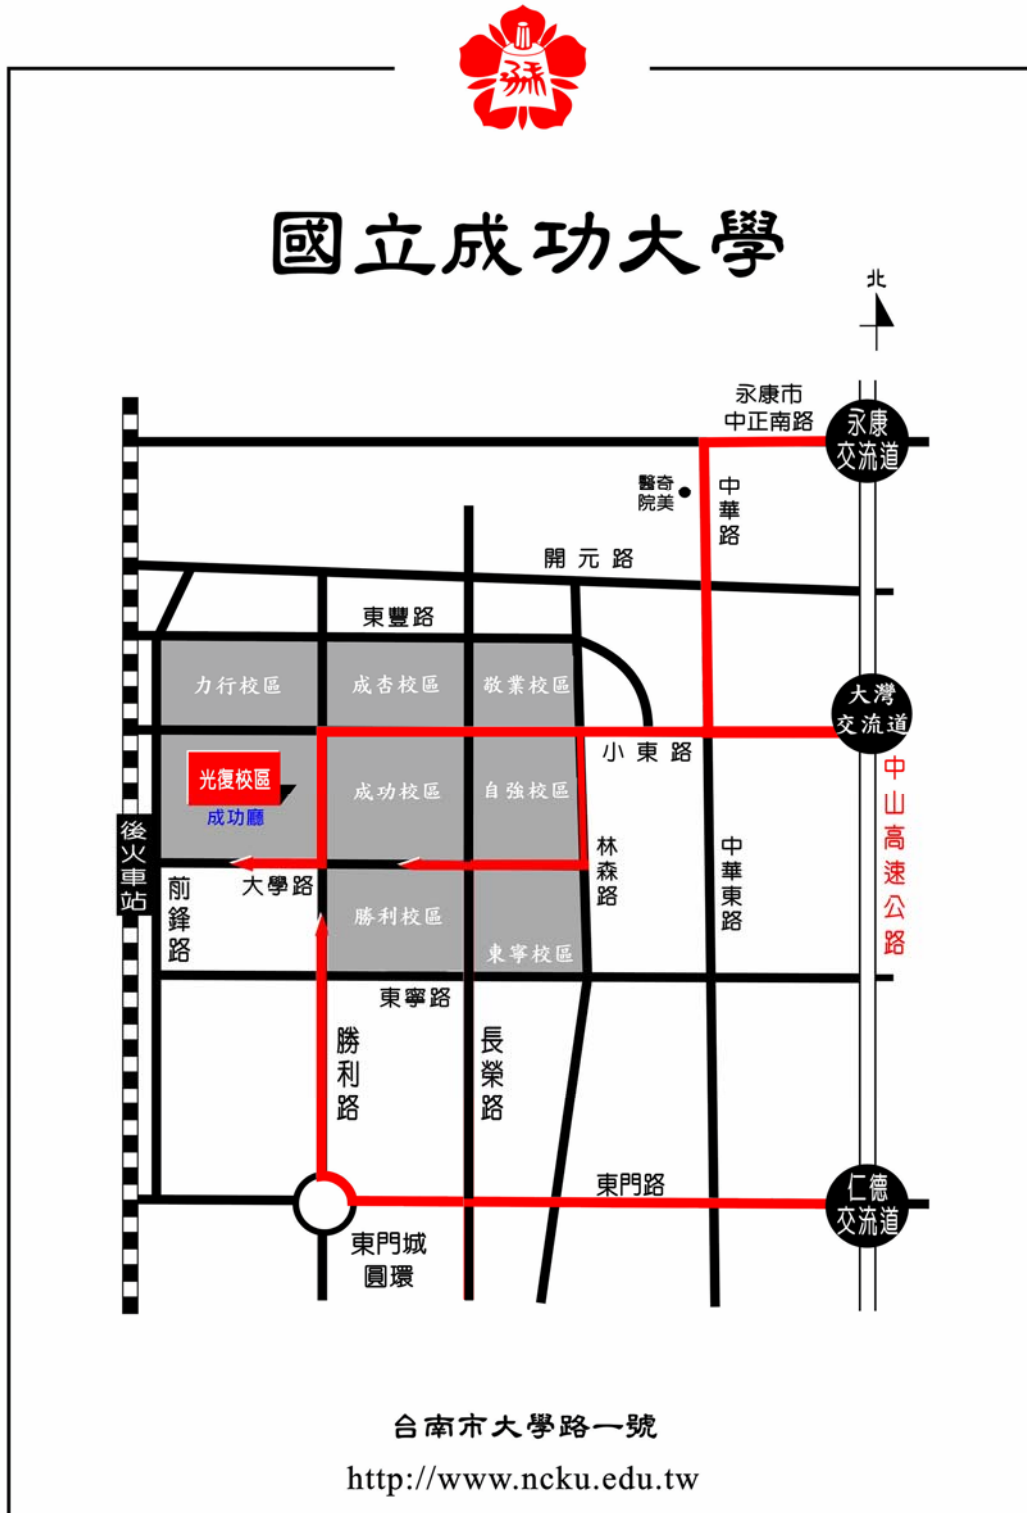 國立成功大學
北
永康市
中正南路
永康
交流道
奇美
醫院
中華路
開元路
東豐路
力行校區
成杏校區
敬業校區
大灣
交流道
小東路
光復校區
成功廳
成功校區
自強校區
中山高速公路
後火車站
前鋒路
大學路
林森路
中華東路
勝利校區
東寧校區
東寧路
勝利路
長榮路
東門路
仁德
交流道
東門城
圓環
台南市大學路一號
http://www.ncku.edu.tw